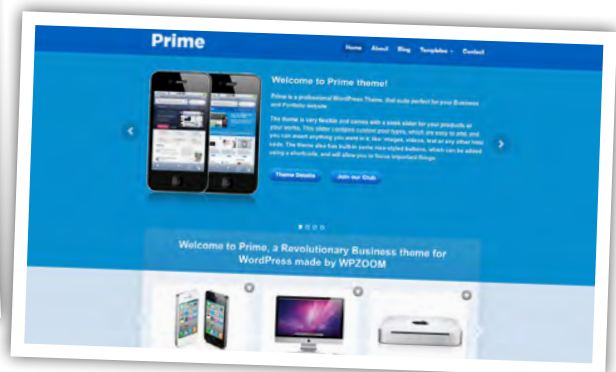 Prime
Home About Blog Templates Contact
Welcome to Prime theme!
Prime is a professional WordPress Theme, that suits perfect for your Business
and Portfolio website.
The theme is very flexible and comes with a sleek slider for your products or
your works. This slider contains custom post types, which are easy to add, and
you can insert anything you want in it, like: images, videos, text or any other html
code. The theme also has built-in some nice styled buttons, which can be added
using a shortcode, and will allow you to focus important things.
Theme Details Join our Club
Welcome to Prime, a Revolutionary Business theme for
WordPress made by WPZOOM